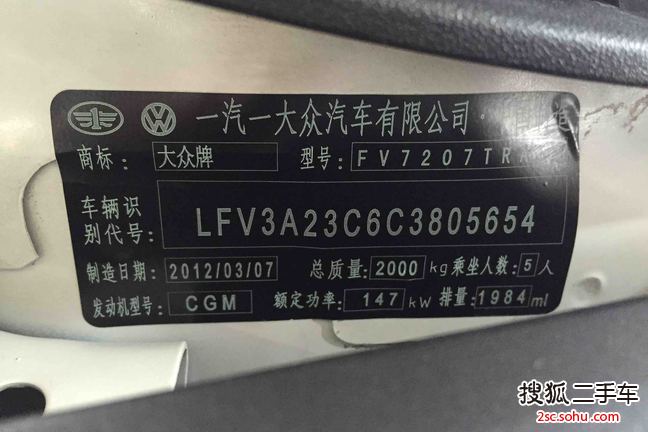 一汽一大众汽车有限公司·造
商标: 大众牌 型号: FV7207TR
车辆识别代号: LFV3A23C6C3805654
制造日期: 2012/03/07 总质量: 2000 kg 乘坐人数: 5 人
发动机型号: CGM 额定功率: 147 kW 排量: 1984 ml
搜狐二手车
2sc.sohu.com